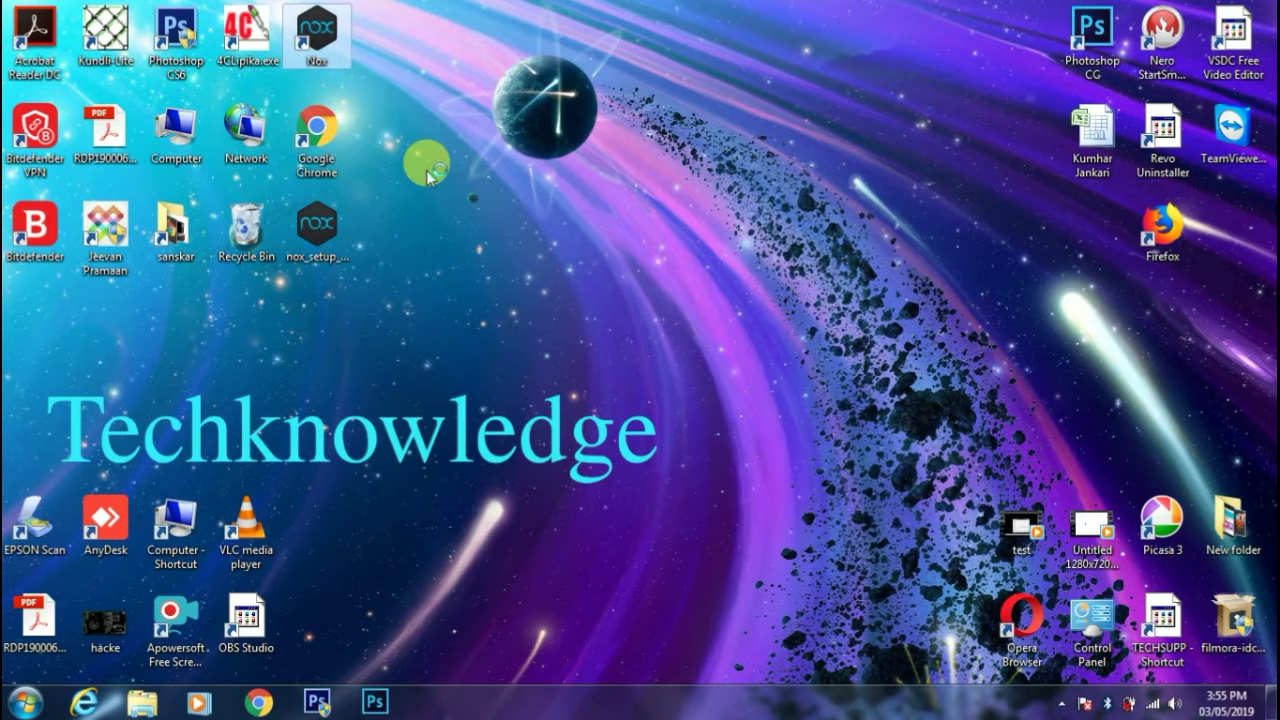 Acrobat
Reader DC
Kundli-Lite
Photoshop
CS6
4CLipika.exe
Nox
Photoshop
CG
Nero
StartSm...
VSDC Free
Video Editor
Bitdefender
VPN
RDP190006...
Computer
Network
Google
Chrome
Kumhar
Jankari
Revo
Uninstaller
TeamViewe...
Bitdefender
Jeevan
Pramaan
sanskar
Recycle Bin
nox_setup_...
Firefox
Techknowledge
EPSON Scan
AnyDesk
Computer -
Shortcut
VLC media
player
test
Untitled
1280x720...
Picasa 3
New folder
RDP190006...
hacke
Apowersoft
Free Scre...
OBS Studio
Opera
Browser
Control
Panel
TECHSUPP -
Shortcut
filmora-idc...
3:55 PM
03/05/2019